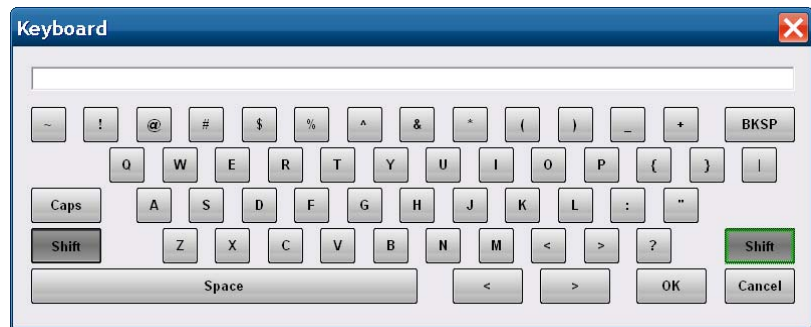 Keyboard
~ ! @ # $ % ^ & * ( ) _ + BKSP
Q W E R T Y U I O P { } |
Caps A S D F G H J K L : "
Shift Z X C V B N M < > ? Shift
Space < > OK Cancel